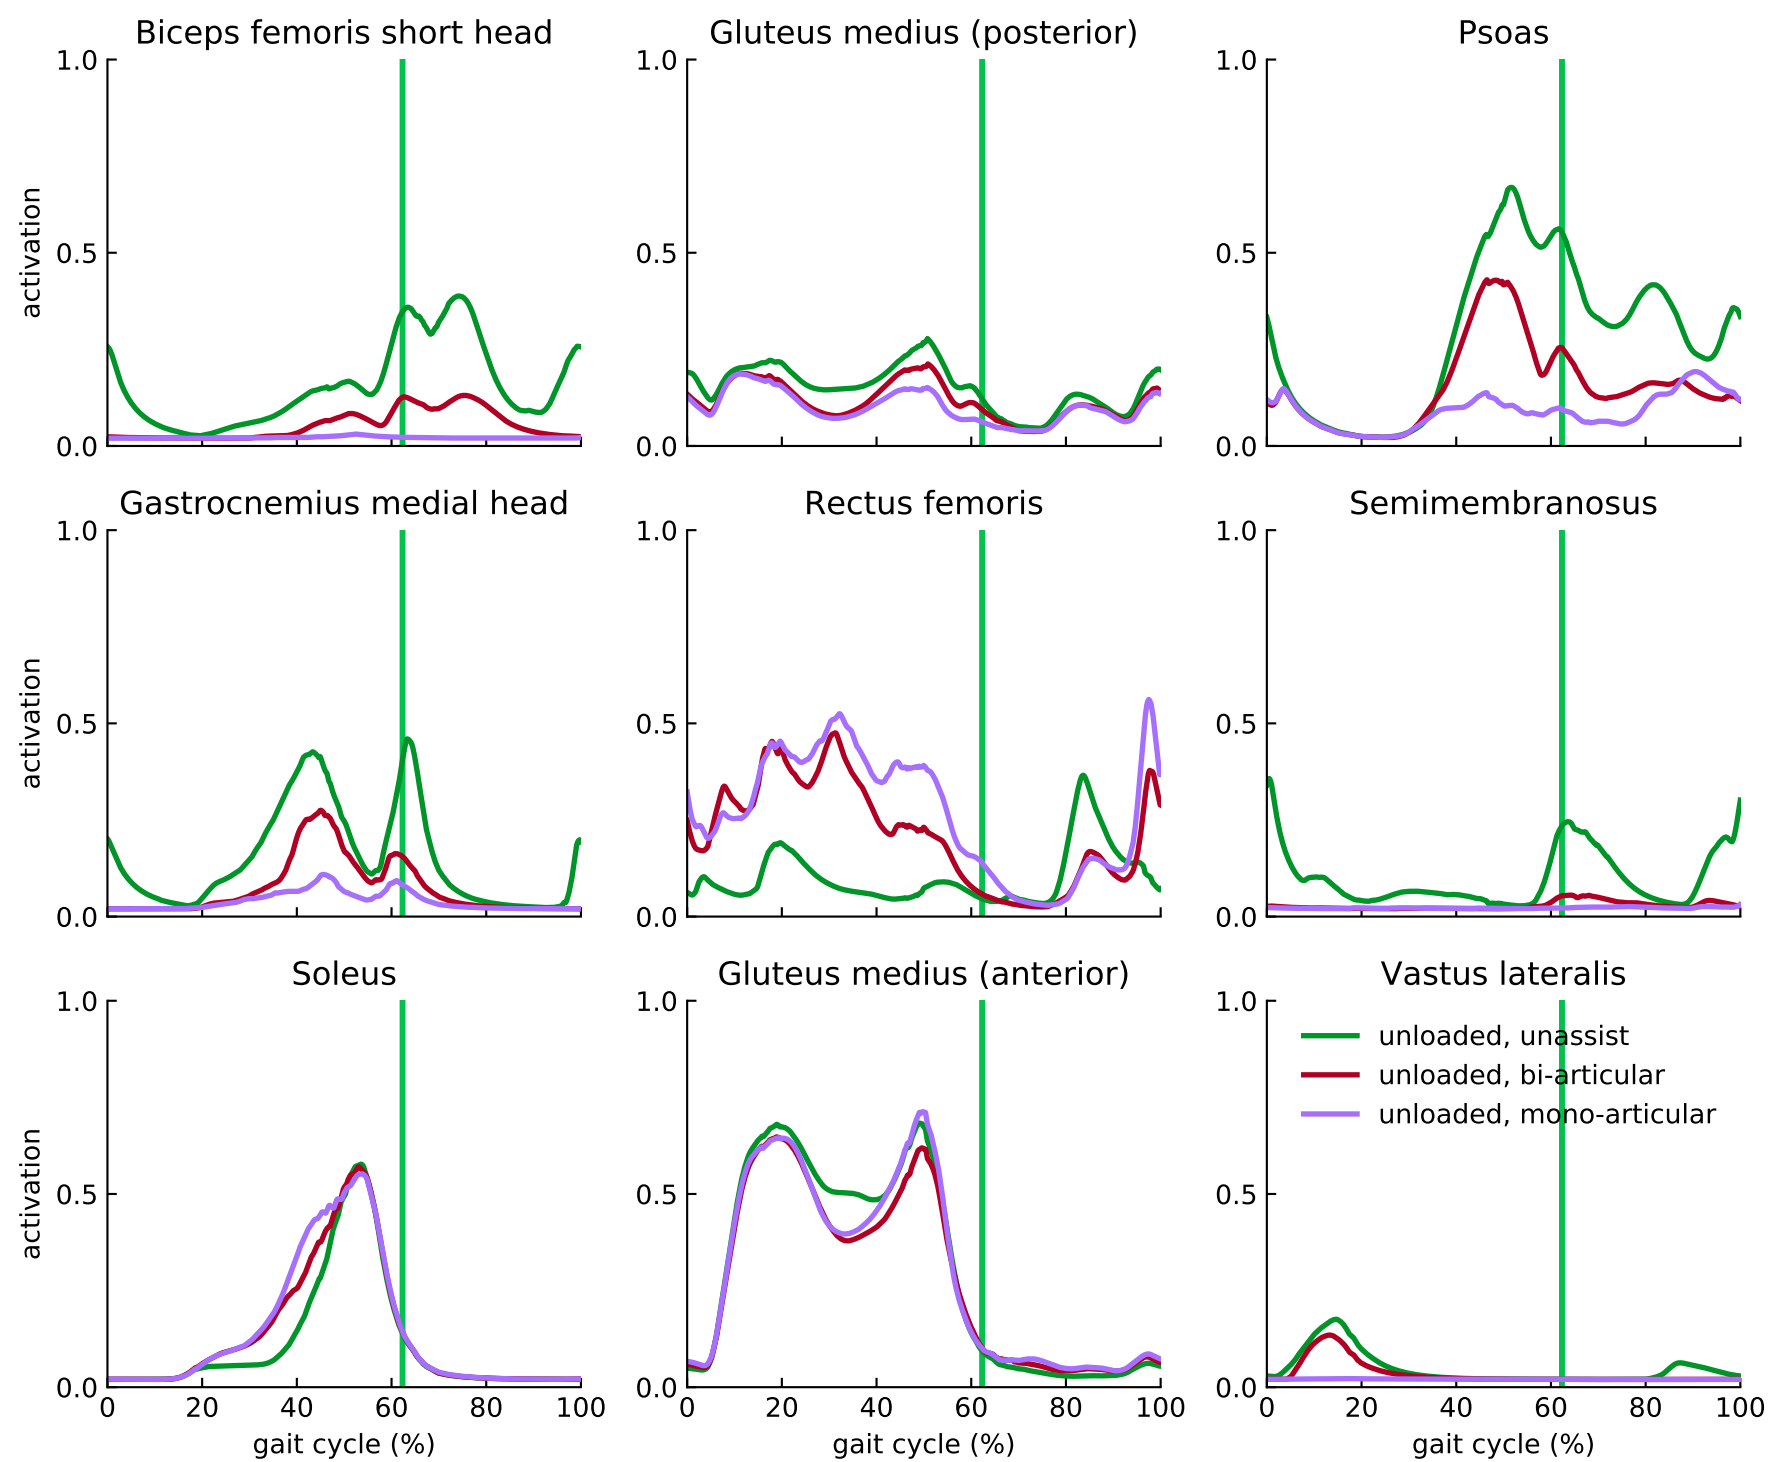 Biceps femoris short head
Gluteus medius (posterior)
Psoas
1.0
0.5
0.0
activation
1.0
0.5
0.0
1.0
0.5
0.0
Gastrocnemius medial head
Rectus femoris
Semimembranosus
1.0
0.5
0.0
activation
1.0
0.5
0.0
1.0
0.5
0.0
Soleus
Gluteus medius (anterior)
Vastus lateralis
1.0
0.5
0.0
activation
1.0
0.5
0.0
1.0
0.5
0.0
unloaded, unassist
unloaded, bi-articular
unloaded, mono-articular
0 20 40 60 80 100
0 20 40 60 80 100
0 20 40 60 80 100
gait cycle (%)
gait cycle (%)
gait cycle (%)